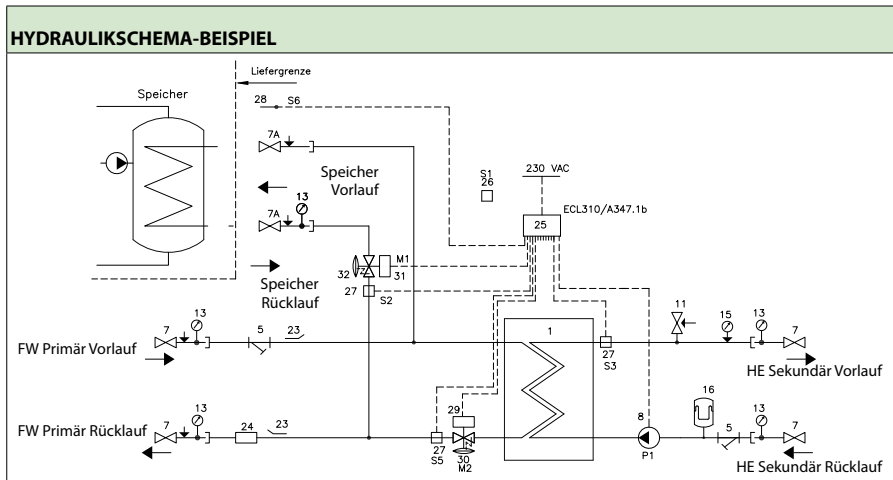 HYDRAULIKSCHEMA-BEISPIEL
Liefergrenze
Speicher
28 S6
7A
Speicher
Vorlauf
S1
26
230 VAC
ECL310/A347.1b
25
13
7A
M1
32
31
27
S2
Speicher
Rücklauf
7
13
5
23
1
27
S3
11
15
13
7
FW Primär Vorlauf
HE Sekundär Vorlauf
7
13
24
23
29
27
S5
30
M2
8
P1
16
5
13
7
FW Primär Rücklauf
HE Sekundär Rücklauf